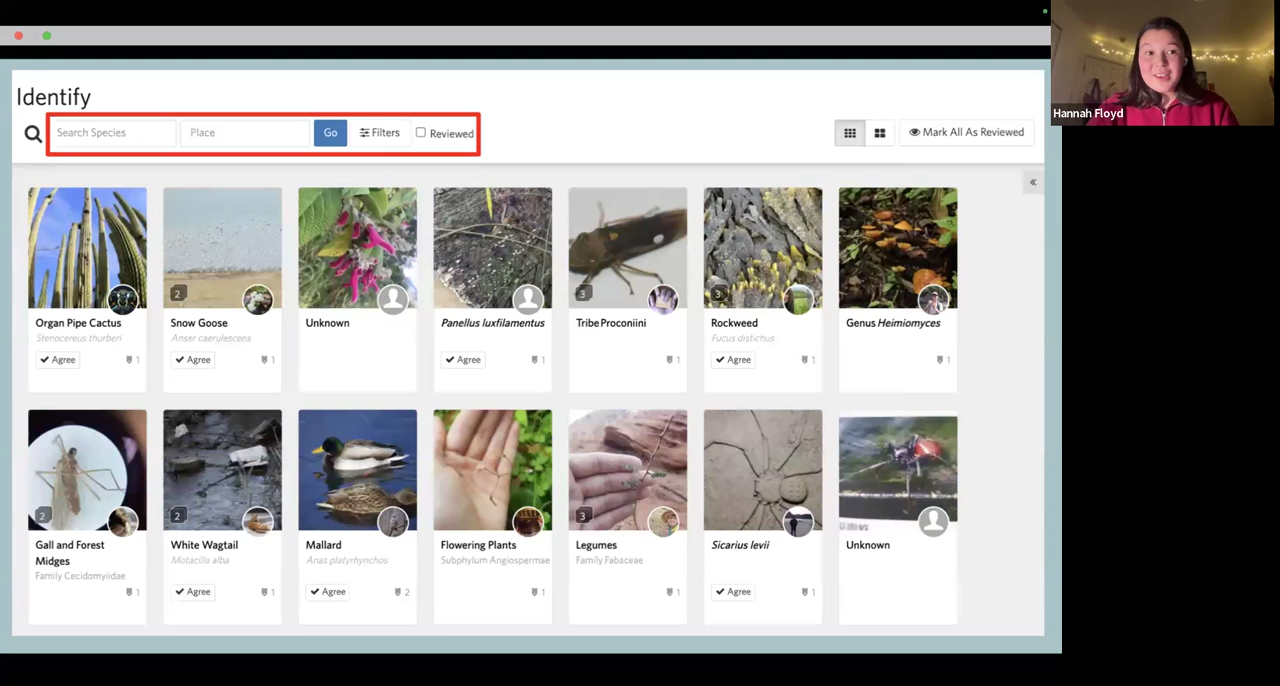 Identify
Search Species Place Go Filters Reviewed Mark All As Reviewed
Hannah Floyd
«
2 3 3
Organ Pipe Cactus Snow Goose Unknown Panellus luxfilamentus Tribe Proconiini Rockweed Genus Heimiomyces
Stenocereus thurberi Anser caerulescens Fucus distichus
Agree 1 Agree 1 Agree 1 1 Agree 1 1
2 2 3
Gall and Forest White Wagtail Mallard Flowering Plants Legumes Sicarius levii Unknown
Midges Motacilla alba Anas platyrhynchos Subphylum Angiospermae Family Fabaceae
Family Cecidomyiidae
1 Agree 1 Agree 2 1 1 Agree 1